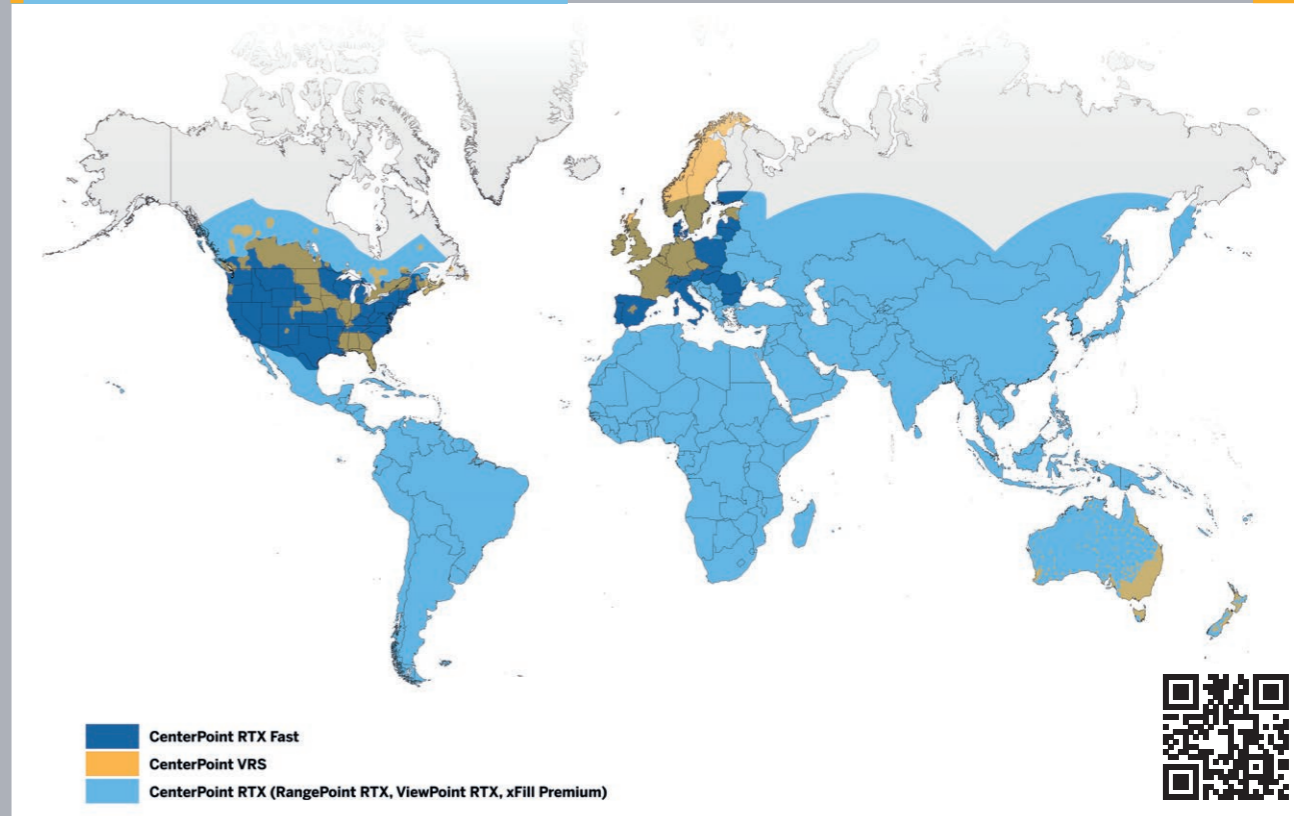 CenterPoint RTX Fast
CenterPoint VRS
CenterPoint RTX (RangePoint RTX, ViewPoint RTX, xFill Premium)